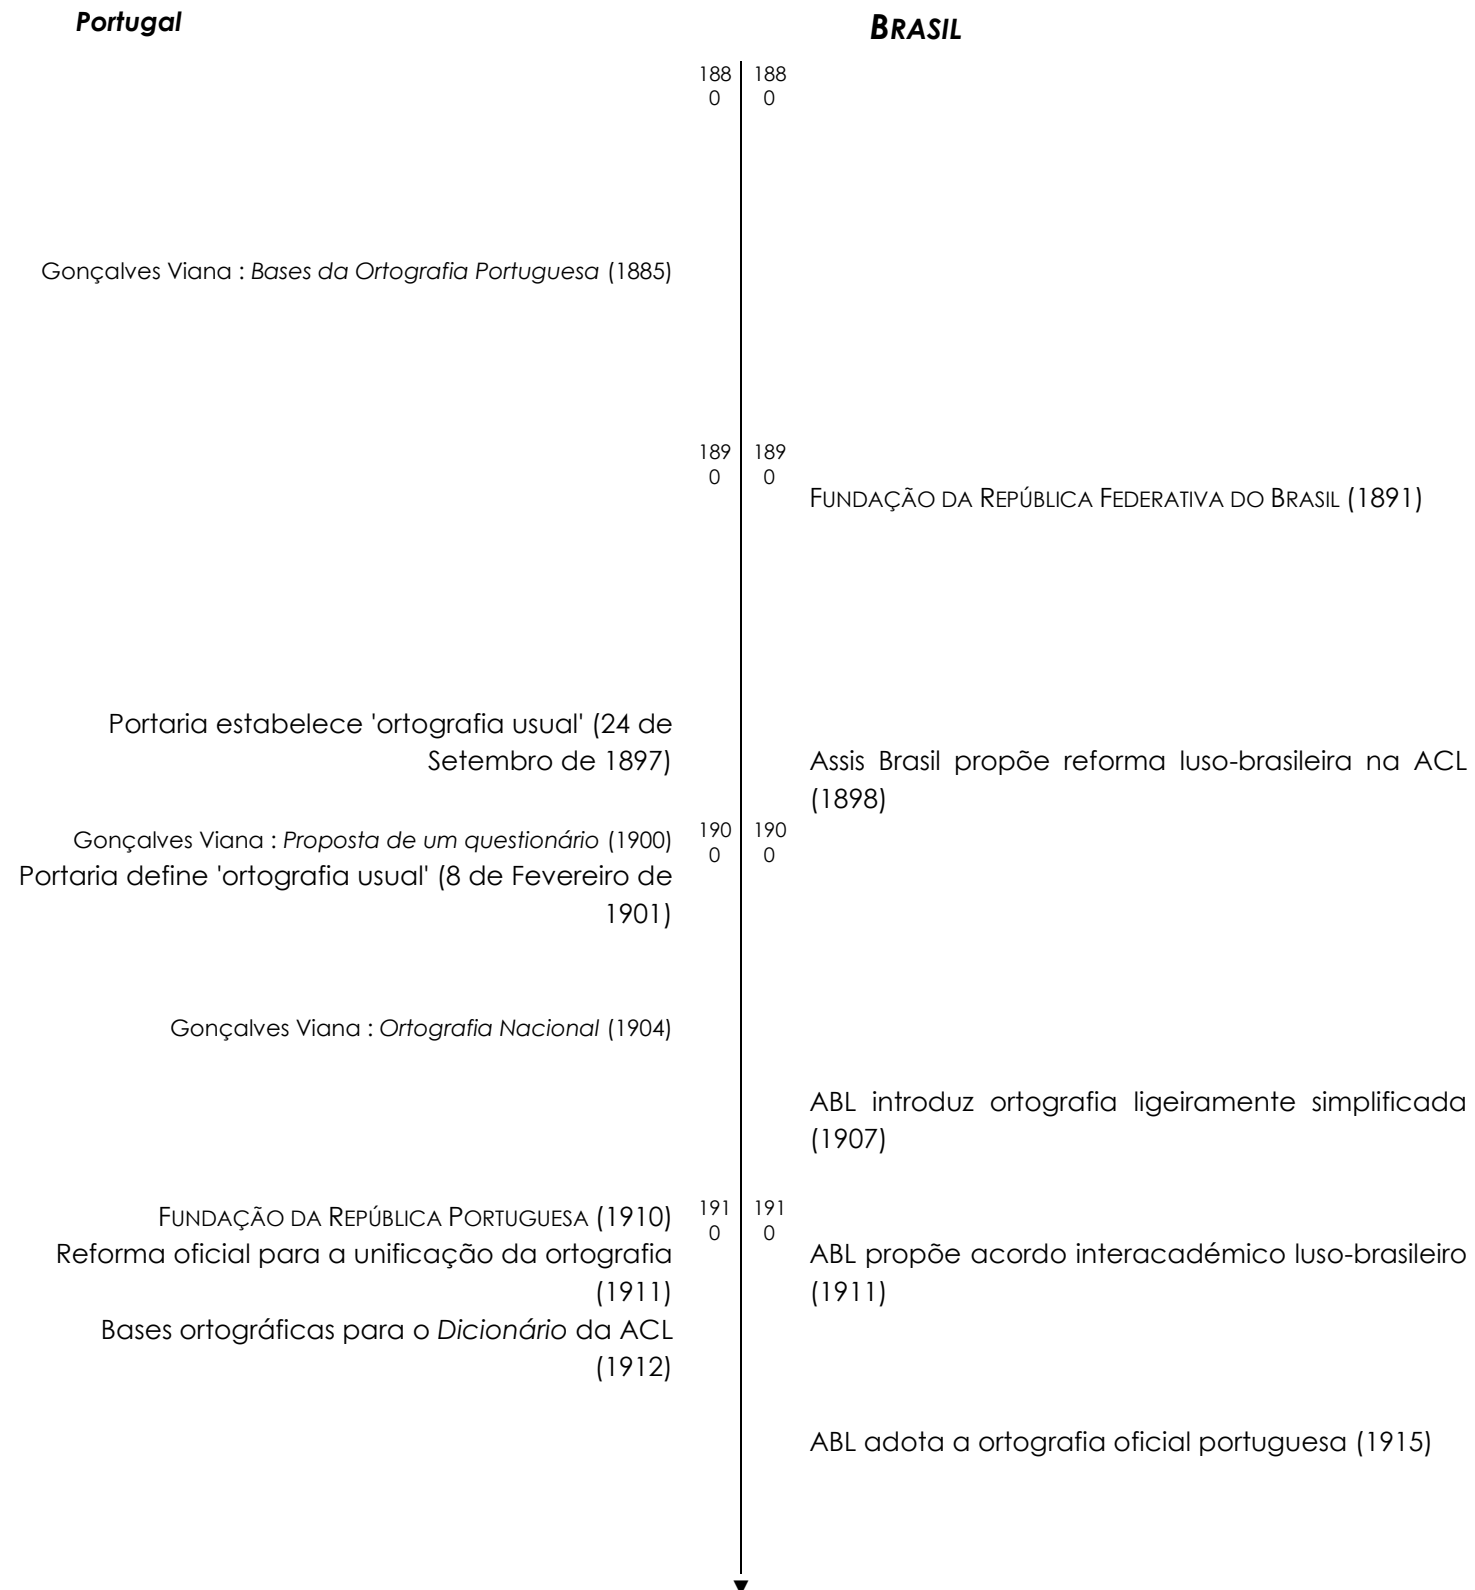 Portugal
BRASIL
188 188
0 0
Gonçalves Viana : Bases da Ortografia Portuguesa (1885)
189 189
0 0
FUNDAÇÃO DA REPÚBLICA FEDERATIVA DO BRASIL (1891)
Portaria estabelece 'ortografia usual' (24 de
Setembro de 1897)
Assis Brasil propõe reforma luso-brasileira na ACL
(1898)
Gonçalves Viana : Proposta de um questionário (1900)
190 190
0 0
Portaria define 'ortografia usual' (8 de Fevereiro de
1901)
Gonçalves Viana : Ortografia Nacional (1904)
ABL introduz ortografia ligeiramente simplificada
(1907)
191 191
0 0
FUNDAÇÃO DA REPÚBLICA PORTUGUESA (1910)
Reforma oficial para a unificação da ortografia
(1911)
ABL propõe acordo interacadémico luso-brasileiro
(1911)
Bases ortográficas para o Dicionário da ACL
(1912)
ABL adota a ortografia oficial portuguesa (1915)